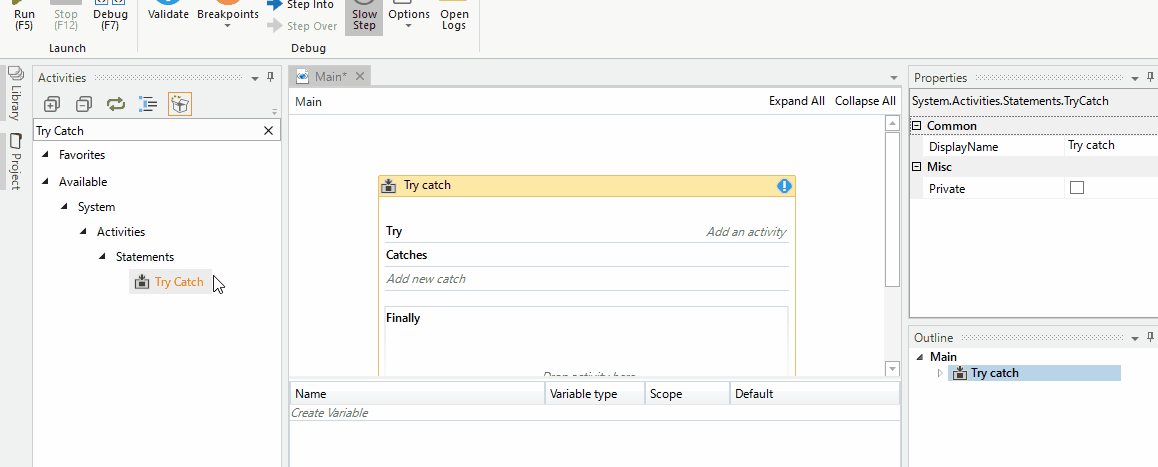 Run
(F5)
Stop
(F12)
Debug
(F7)
Launch
Validate
Breakpoints
Step Into
Step Over
Slow
Step
Options
Open
Logs
Debug
Library
Project
Activities
Try Catch
Favorites
Available
System
Activities
Statements
Try Catch
Main*
Main
Expand All
Collapse All
Try catch
Try
Add an activity
Catches
Add new catch
Finally
Drop activity here
Name
Variable type
Scope
Default
Create Variable
Properties
System.Activities.Statements.TryCatch
Common
DisplayName
Try catch
Misc
Private
Outline
Main
Try catch